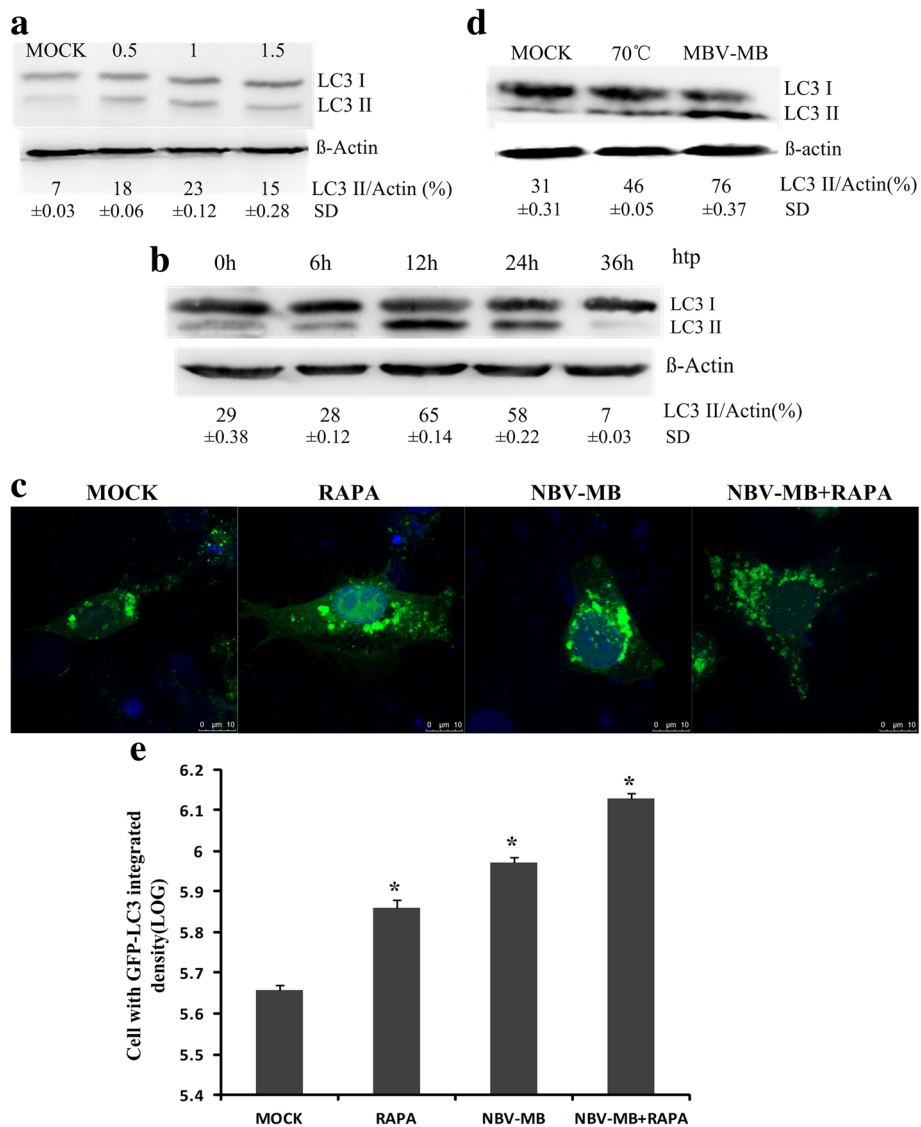 a
MOCK 0.5 1 1.5
LC3 I
LC3 II
ß-Actin
7 18 23 15 LC3 II/Actin (%)
±0.03 ±0.06 ±0.12 ±0.28 SD
d
MOCK 70℃ MBV-MB
LC3 I
LC3 II
ß-actin
31 46 76 LC3 II/Actin(%)
±0.31 ±0.05 ±0.37 SD
b
0h 6h 12h 24h 36h htp
LC3 I
LC3 II
ß-Actin
29 28 65 58 7 LC3 II/Actin(%)
±0.38 ±0.12 ±0.14 ±0.22 ±0.03 SD
c
MOCK RAPA NBV-MB NBV-MB+RAPA
0 µm 10 0 µm 10 0 µm 10 0 µm 10
e
Cell with GFP-LC3 integrated
density(LOG)
6.2
6.1
6
5.9
5.8
5.7
5.6
5.5
5.4
* * *
MOCK RAPA NBV-MB NBV-MB+RAPA